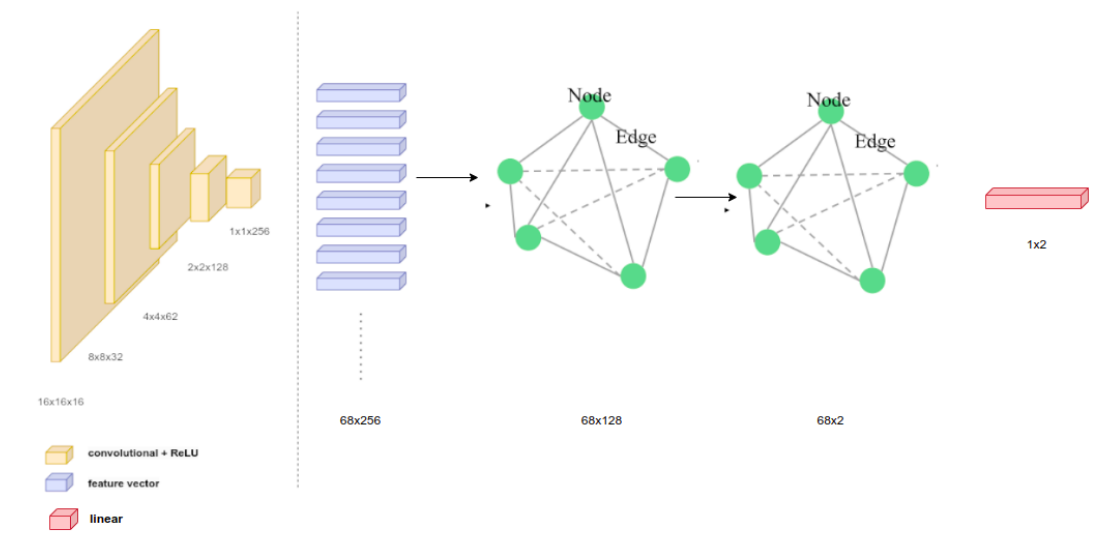 Node
Edge
Node
Edge
1x1x256
2x2x128
4x4x62
8x8x32
16x16x16
1x2
68x256
68x128
68x2
convolutional + ReLU
feature vector
linear